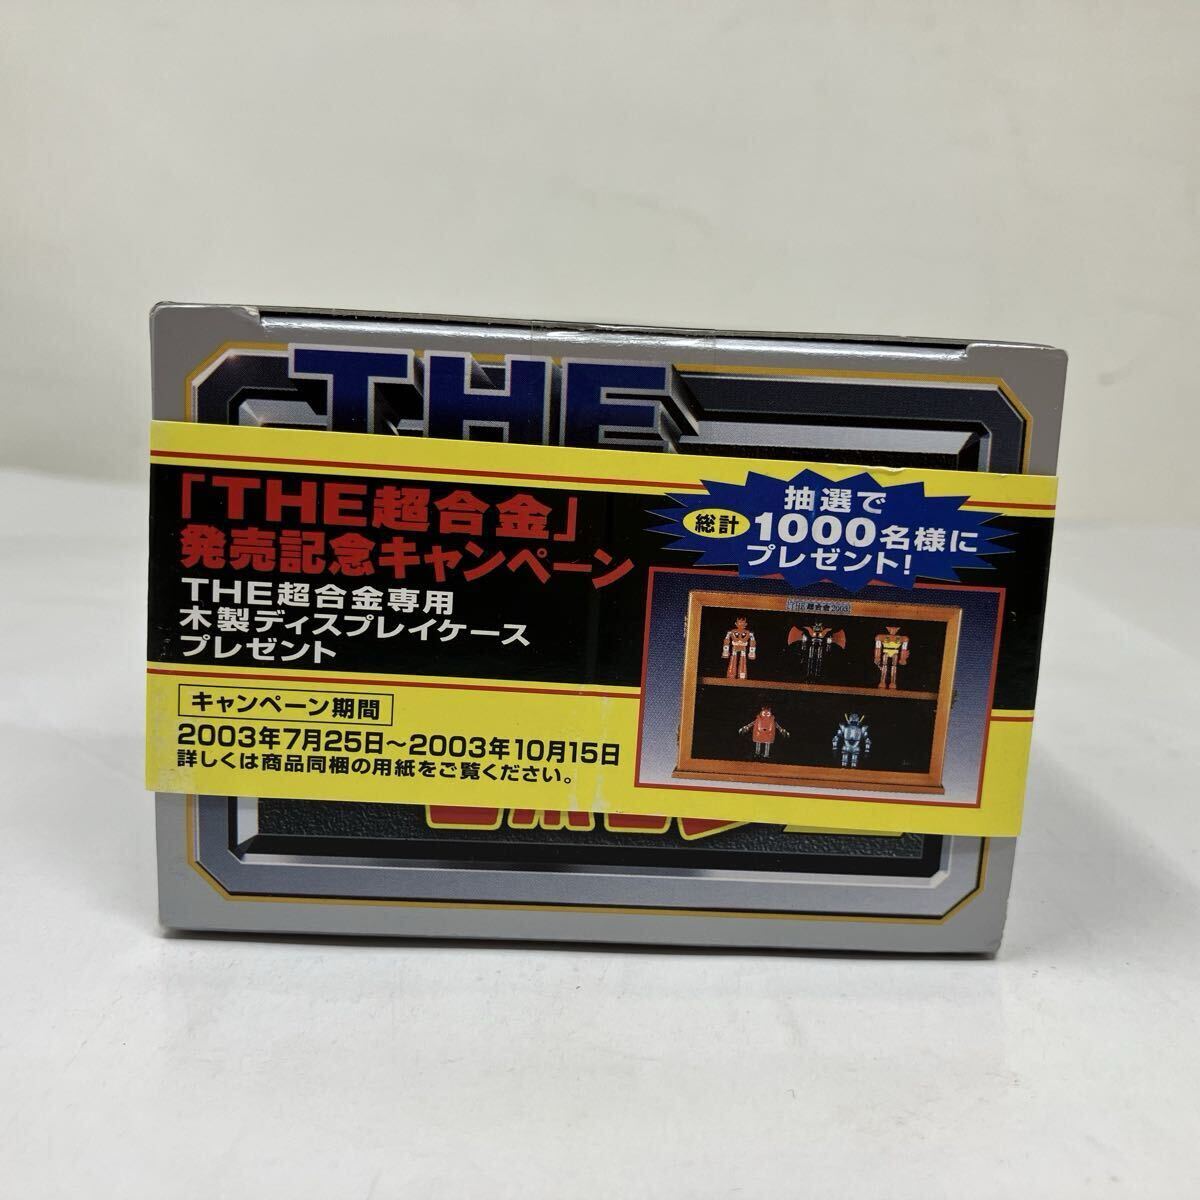 THE
「THE超合金」
発売記念キャンペーン
THE超合金専用
木製ディスプレイケース
プレゼント
キャンペーン期間
2003年7月25日～2003年10月15日
詳しくは商品同梱の用紙をご覧ください。
総計
抽選で
1000名様に
プレゼント!
THE 超合金 2003